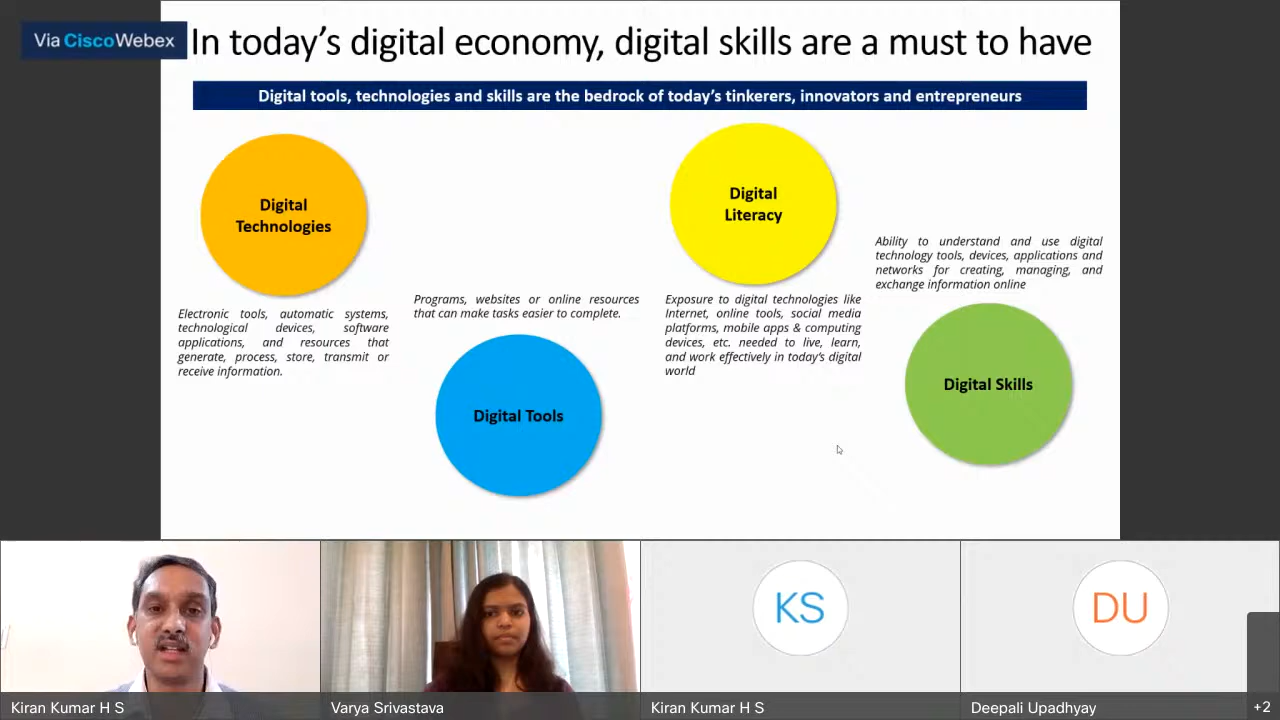 Via CiscoWebex
In today's digital economy, digital skills are a must to have
Digital tools, technologies and skills are the bedrock of today's tinkerers, innovators and entrepreneurs
Digital
Technologies
Electronic tools, automatic systems,
technological devices, software
applications, and resources that
generate, process, store, transmit or
receive information.
Programs, websites or online resources
that can make tasks easier to complete.
Digital Tools
Digital
Literacy
Exposure to digital technologies like
Internet, online tools, social media
platforms, mobile apps & computing
devices, etc. needed to live, learn,
and work effectively in today's digital
world
Ability to understand and use digital
technology tools, devices, applications and
networks for creating, managing, and
exchange information online
Digital Skills
KS
DU
Kiran Kumar H S
Varya Srivastava
Kiran Kumar H S
Deepali Upadhyay
+2